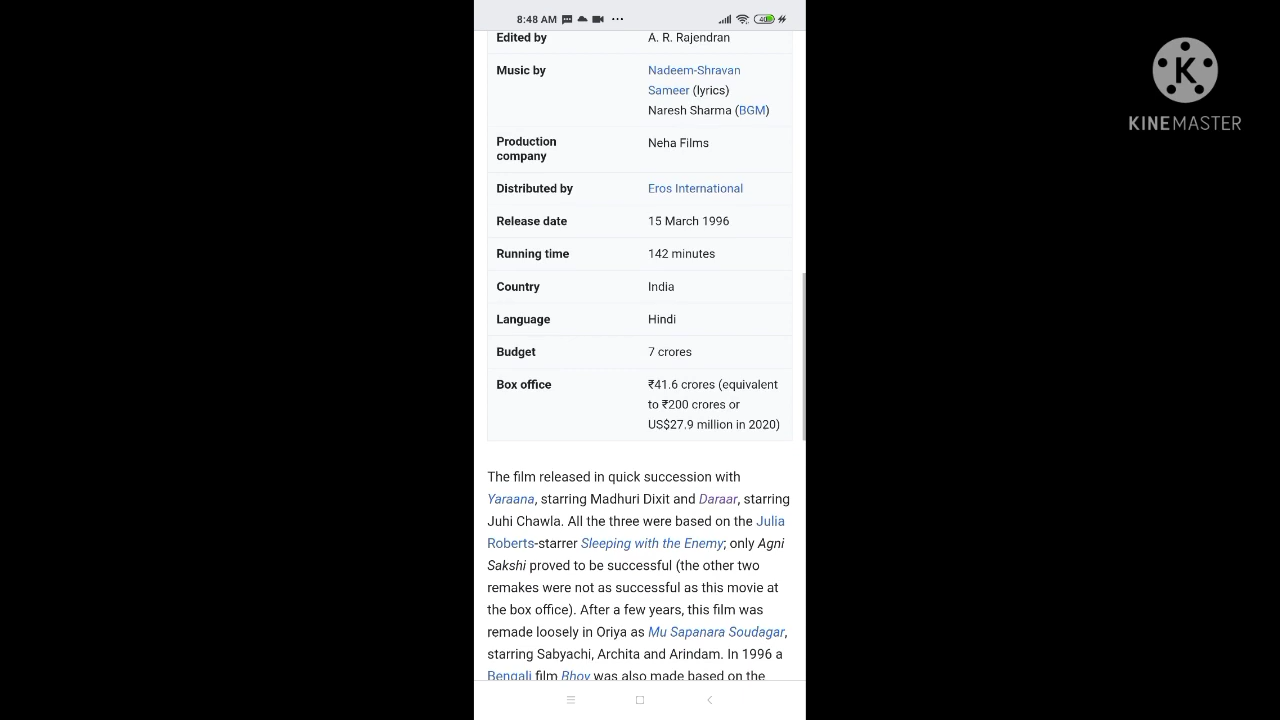 8:48 AM
40
Edited by A. R. Rajendran
Music by Nadeem-Shravan
Sameer (lyrics)
Naresh Sharma (BGM)
Production
company
Neha Films
Distributed by Eros International
Release date 15 March 1996
Running time 142 minutes
Country India
Language Hindi
Budget 7 crores
Box office ₹41.6 crores (equivalent
to ₹200 crores or
US$27.9 million in 2020)
The film released in quick succession with
Yaraana, starring Madhuri Dixit and Daraar, starring
Juhi Chawla. All the three were based on the Julia
Roberts-starrer Sleeping with the Enemy; only Agni
Sakshi proved to be successful (the other two
remakes were not as successful as this movie at
the box office). After a few years, this film was
remade loosely in Oriya as Mu Sapanara Soudagar,
starring Sabyachi, Archita and Arindam. In 1996 a
Bengali film Bhoy was also made based on the
K
KINEMASTER